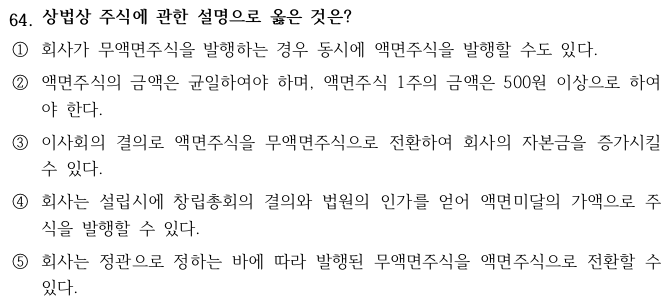 64. 상법상 주식에 관한 설명으로 옳은 것은?
① 회사가 무액면주식을 발행하는 경우 동시에 액면주식을 발행할 수도 있다.
② 액면주식의 금액은 균일하여야 하며, 액면주식 1주의 금액은 500원 이상으로 하여
야 한다.
③ 이사회의 결의로 액면주식을 무액면주식으로 전환하여 회사의 자본금을 증가시킬
수 있다.
④ 회사는 설립시에 창립총회의 결의와 법원의 인가를 얻어 액면미달의 가액으로 주
식을 발행할 수 있다.
⑤ 회사는 정관으로 정하는 바에 따라 발행된 무액면주식을 액면주식으로 전환할 수
있다.